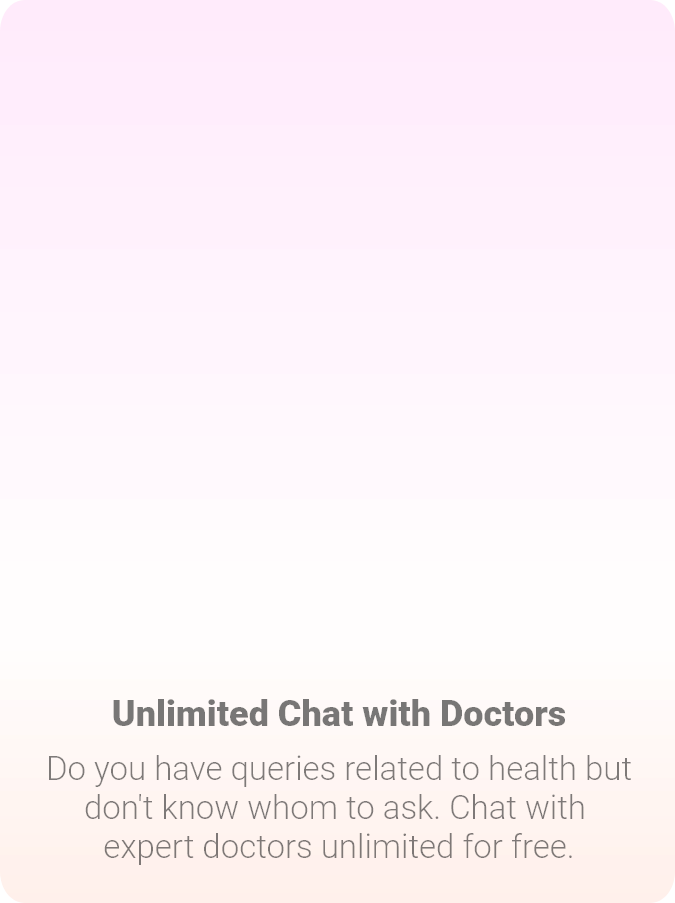 Unlimited Chat with Doctors
Do you have queries related to health but
don't know whom to ask. Chat with
expert doctors unlimited for free.